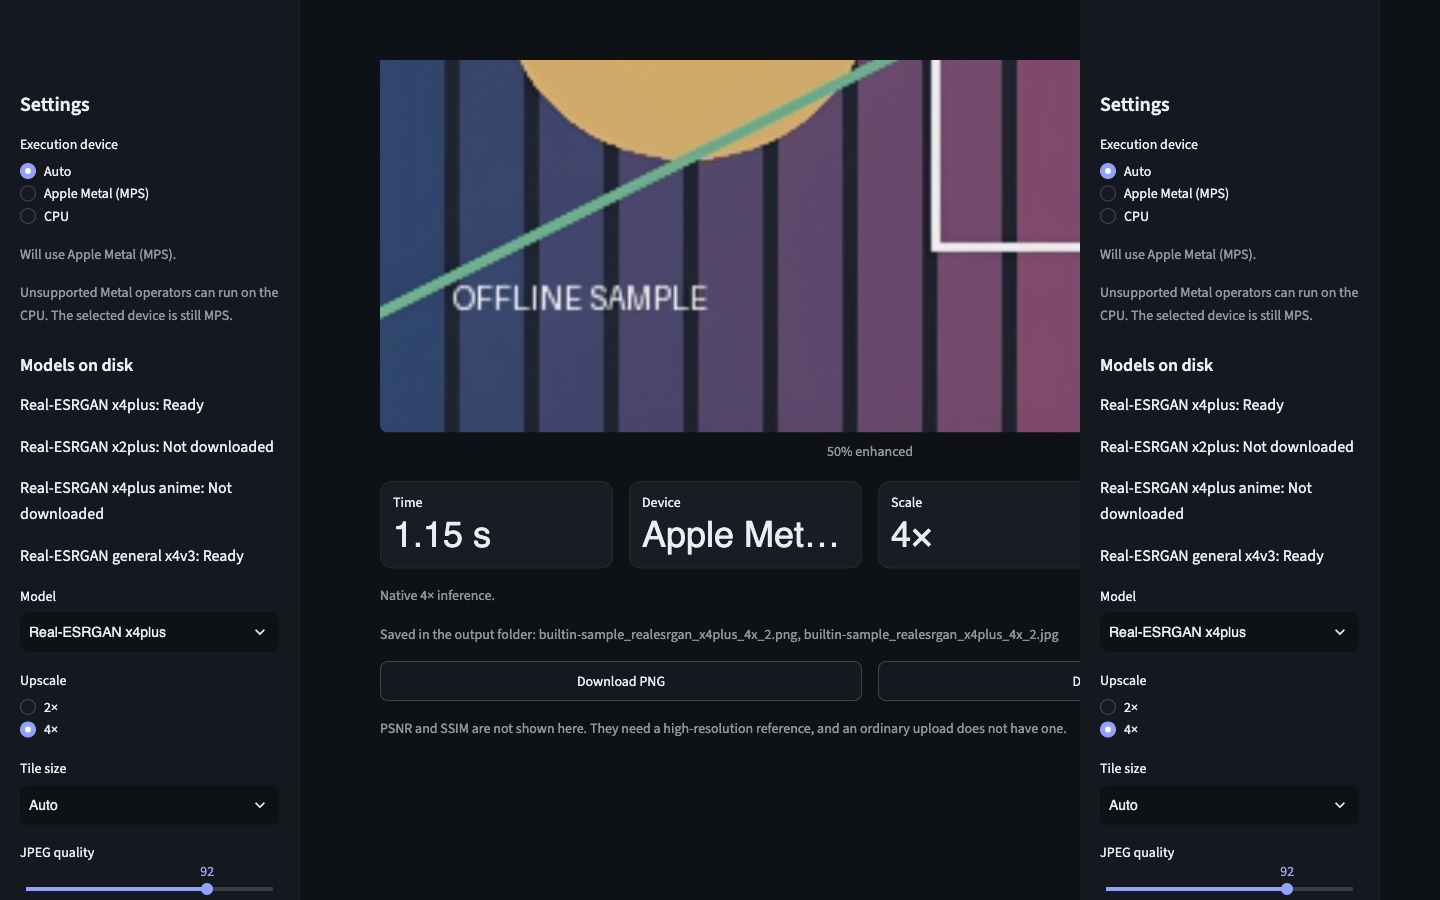 Settings
Execution device
Auto
Apple Metal (MPS)
CPU
Will use Apple Metal (MPS).
Unsupported Metal operators can run on the
CPU. The selected device is still MPS.
Models on disk
Real-ESRGAN x4plus: Ready
Real-ESRGAN x2plus: Not downloaded
Real-ESRGAN x4plus anime: Not
downloaded
Real-ESRGAN general x4v3: Ready
Model
Real-ESRGAN x4plus
Upscale
2×
4×
Tile size
Auto
JPEG quality
92
OFFLINE SAMPLE
50% enhanced
Time
1.15 s
Device
Apple Met...
Scale
4×
Native 4× inference.
Saved in the output folder: builtin-sample_realesrgan_x4plus_4x_2.png, builtin-sample_realesrgan_x4plus_4x_2.jpg
Download PNG
D
PSNR and SSIM are not shown here. They need a high-resolution reference, and an ordinary upload does not have one.
Settings
Execution device
Auto
Apple Metal (MPS)
CPU
Will use Apple Metal (MPS).
Unsupported Metal operators can run on the
CPU. The selected device is still MPS.
Models on disk
Real-ESRGAN x4plus: Ready
Real-ESRGAN x2plus: Not downloaded
Real-ESRGAN x4plus anime: Not
downloaded
Real-ESRGAN general x4v3: Ready
Model
Real-ESRGAN x4plus
Upscale
2×
4×
Tile size
Auto
JPEG quality
92